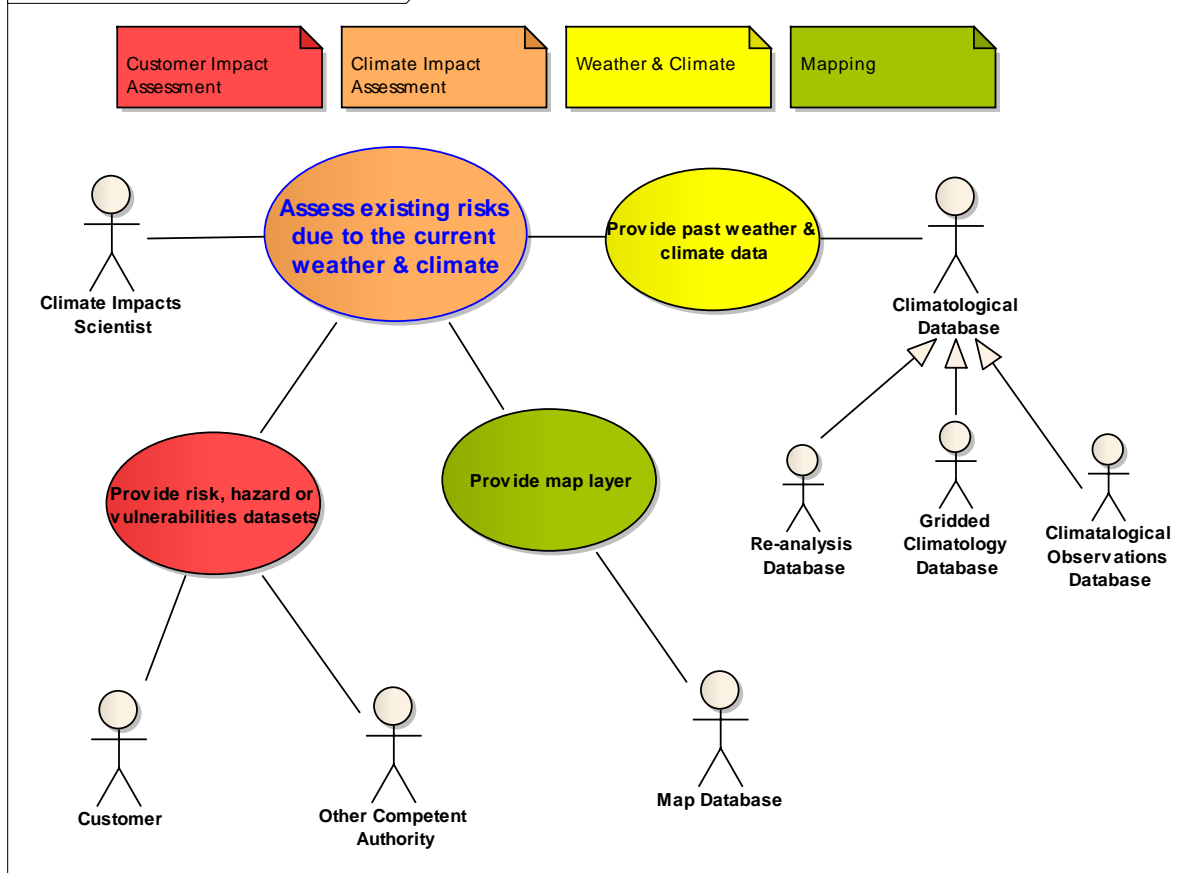 Customer Impact
Assessment
Climate Impact
Assessment
Weather & Climate
Mapping
Assess existing risks
due to the current
weather & climate
Provide past weather &
climate data
Climate Impacts
Scientist
Climatological
Database
Provide risk, hazard or
vulnerabilities datasets
Provide map layer
Re-analysis
Database
Gridded
Climatology
Database
Climatalogical
Observations
Database
Customer
Other Competent
Authority
Map Database